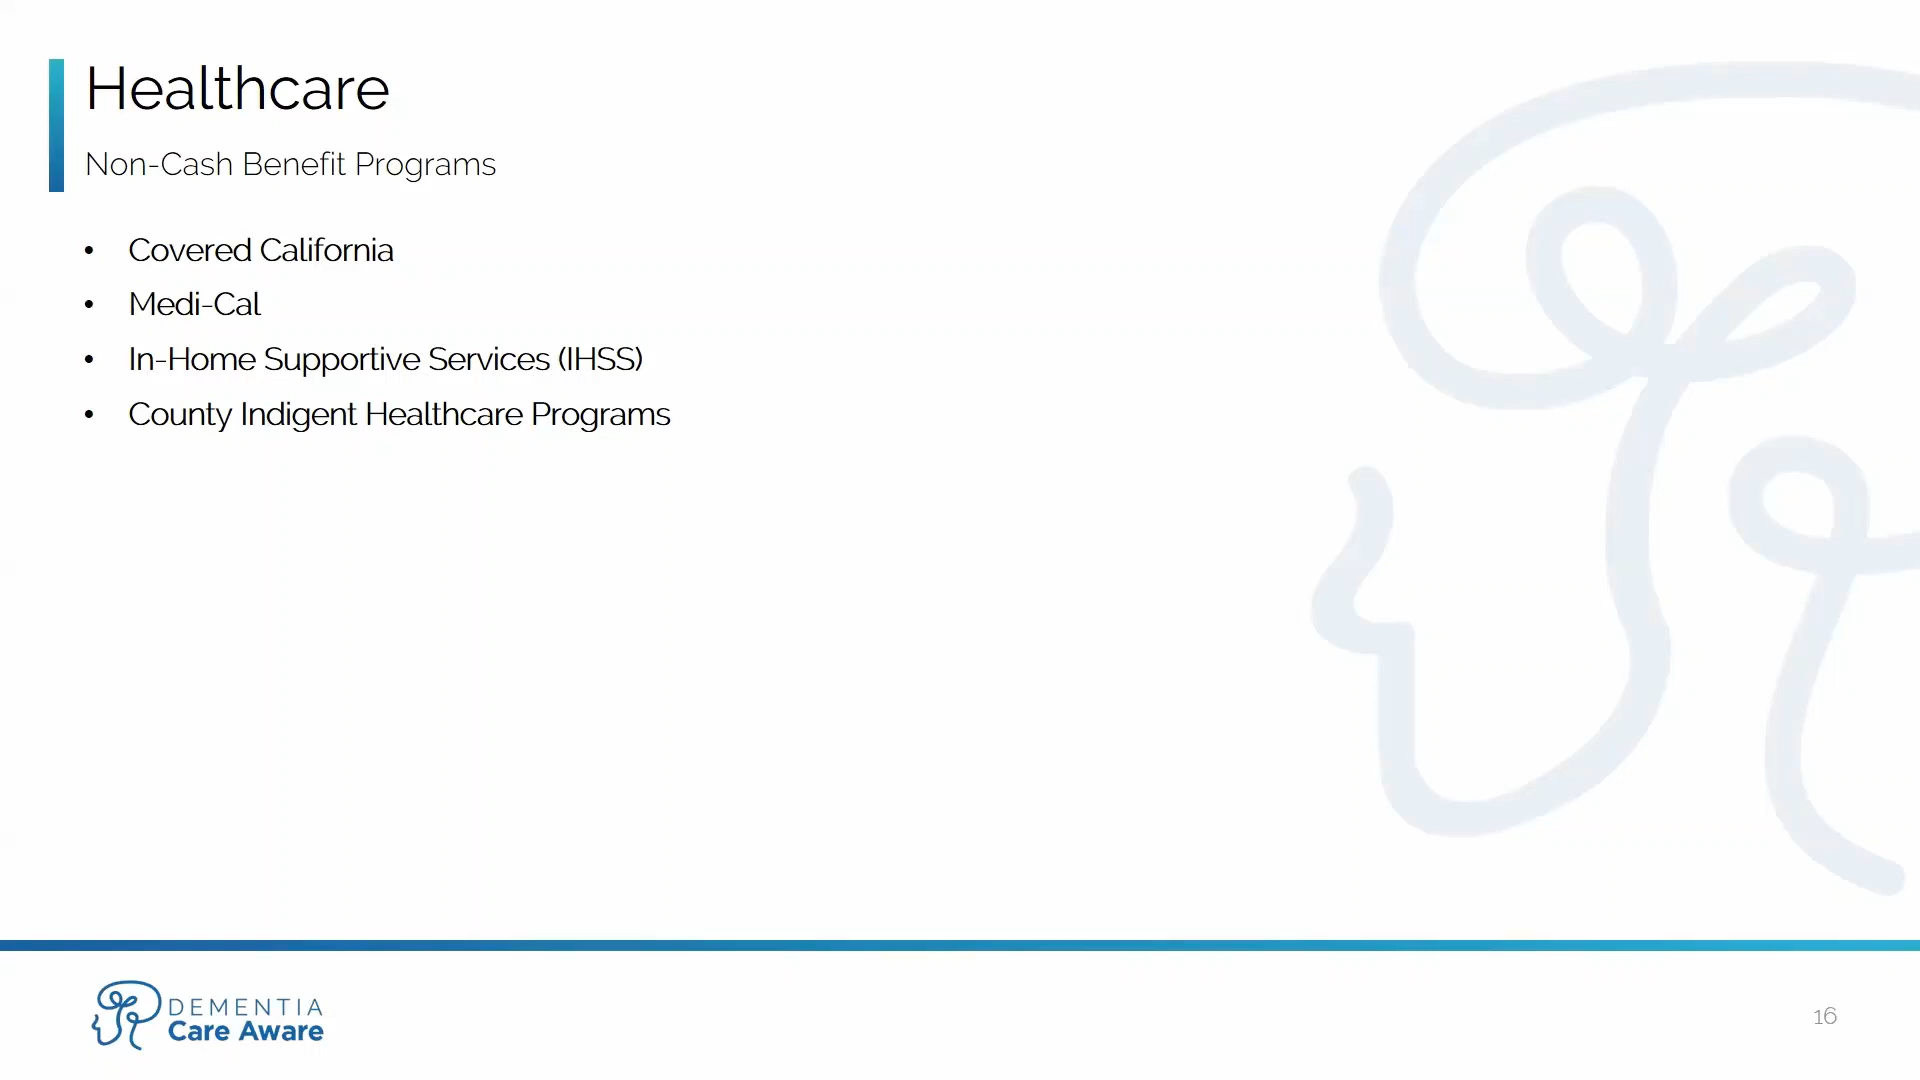 Healthcare
Non-Cash Benefit Programs
• Covered California
• Medi-Cal
• In-Home Supportive Services (IHSS)
• County Indigent Healthcare Programs
DEMENTIA
Care Aware
16